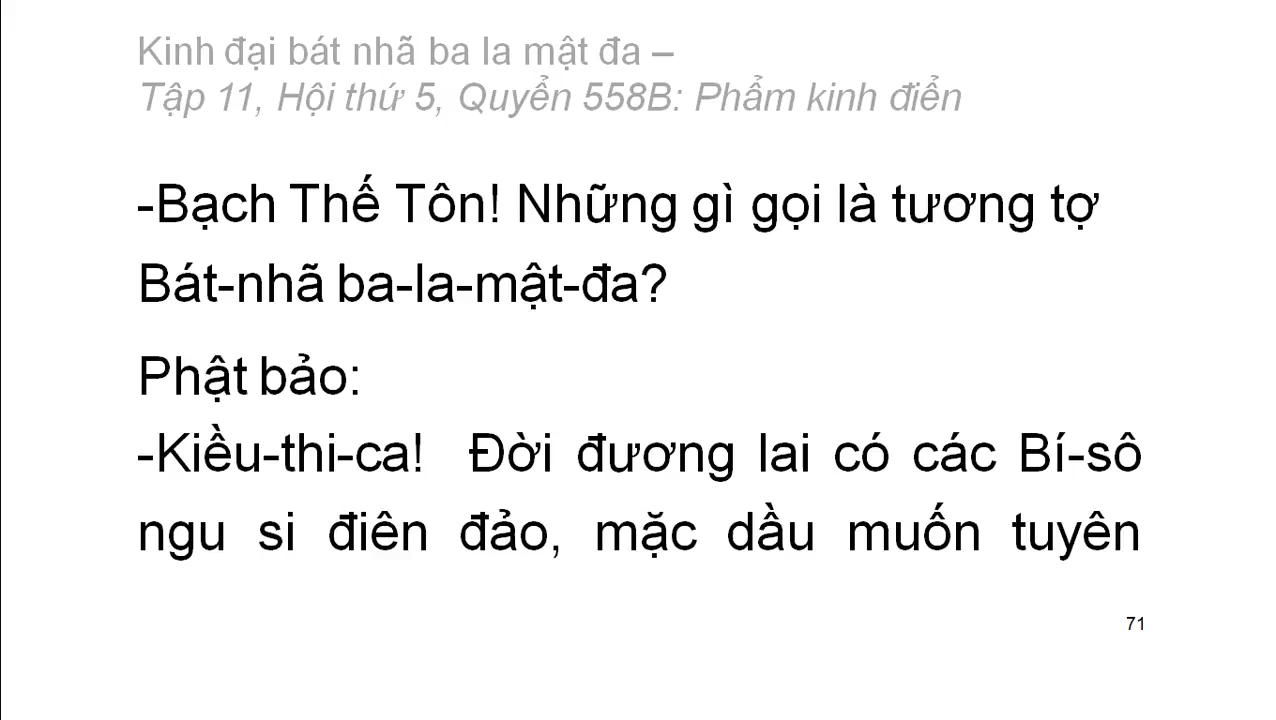 Kinh đại bát nhã ba la mật đa –
Tập 11, Hội thứ 5, Quyển 558B: Phẩm kinh điển
-Bạch Thế Tôn! Những gì gọi là tương tợ
Bát-nhã ba-la-mật-đa?
Phật bảo:
-Kiều-thi-ca! Đời đương lai có các Bí-sô
ngu si điên đảo, mặc dầu muốn tuyên
71